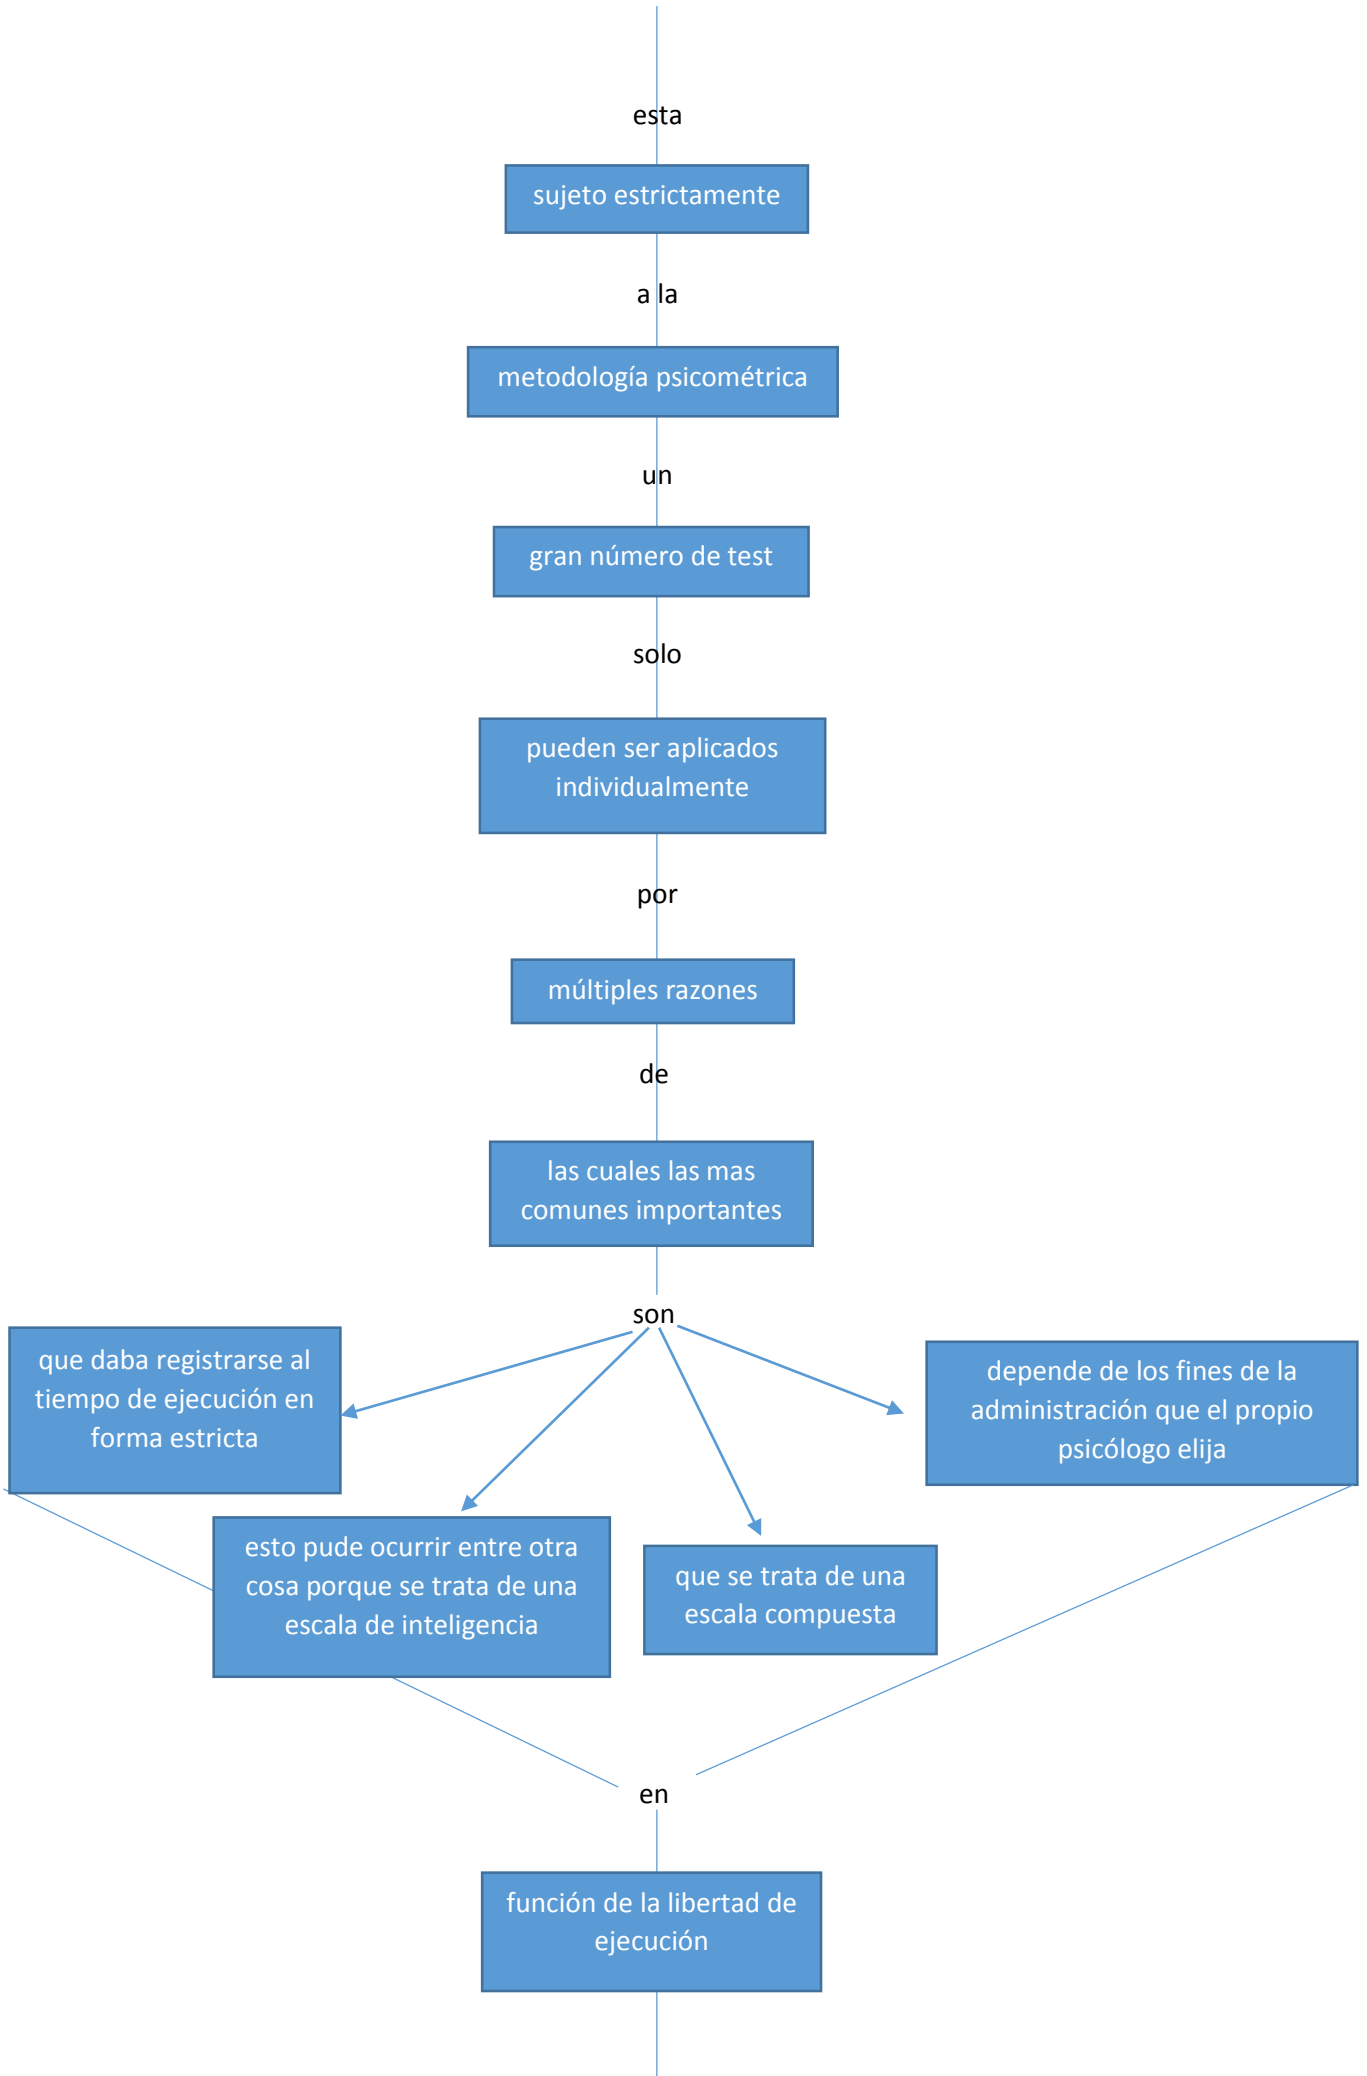 esta
sujeto estrictamente
a la
metodología psicométrica
un
gran número de test
solo
pueden ser aplicados
individualmente
por
múltiples razones
de
las cuales las mas
comunes importantes
son
que daba registrarse al
tiempo de ejecución en
forma estricta
esto pude ocurrir entre otra
cosa porque se trata de una
escala de inteligencia
que se trata de una
escala compuesta
depende de los fines de la
administración que el propio
psicólogo elija
en
función de la libertad de
ejecución